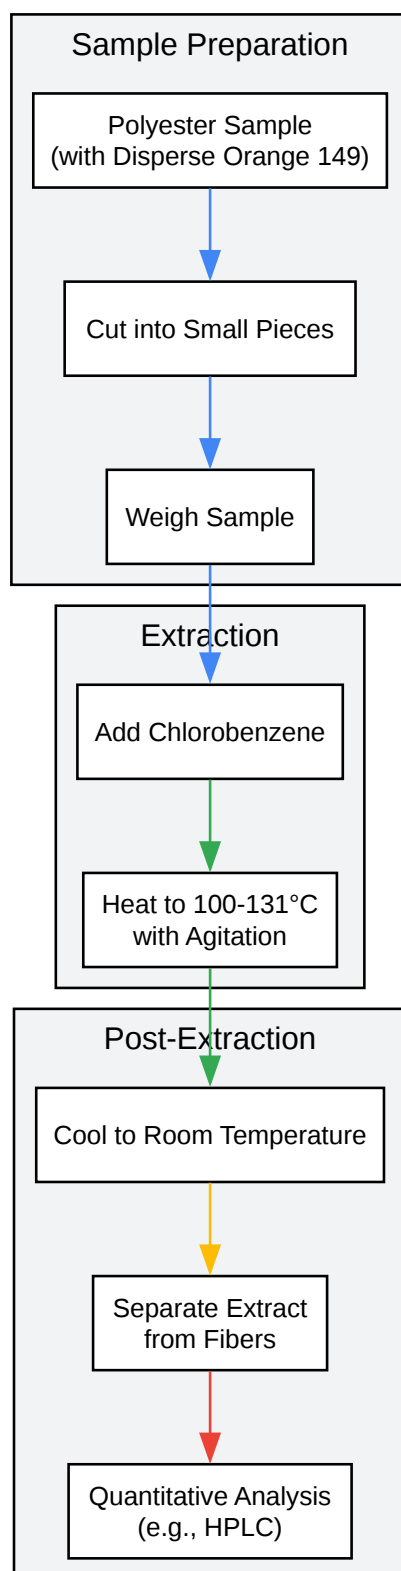 Sample Preparation
Polyester Sample
(with Disperse Orange 149)
Cut into Small Pieces
Weigh Sample
Extraction
Add Chlorobenzene
Heat to 100-131°C
with Agitation
Post-Extraction
Cool to Room Temperature
Separate Extract
from Fibers
Quantitative Analysis
(e.g., HPLC)